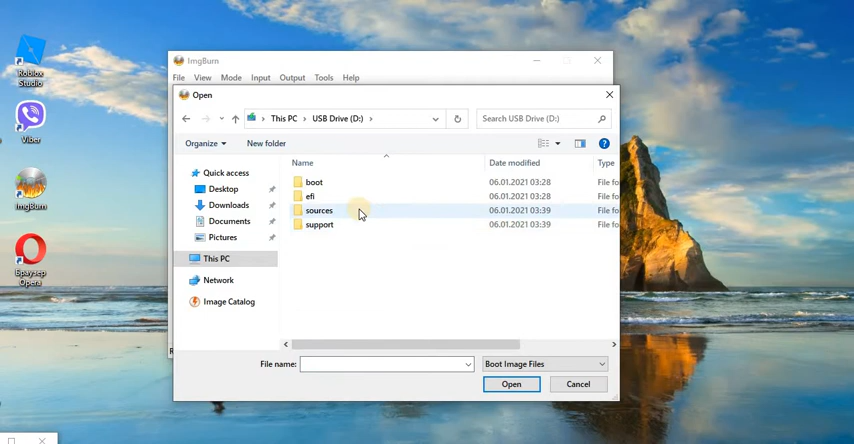 Roblox
Studio
Viber
ImgBurn
Браузер
Opera
ImgBurn
File View Mode Input Output Tools Help
Open
This PC > USB Drive (D:) >
Search USB Drive (D:)
Organize
New folder
?
Name
Date modified
Type
Quick access
Desktop
Downloads
Documents
Pictures
This PC
Network
Image Catalog
boot 06.01.2021 03:28 File fo
efi 06.01.2021 03:28 File fo
sources 06.01.2021 03:39 File fo
support 06.01.2021 03:39 File fo
R
File name:
Boot Image Files
Open
Cancel